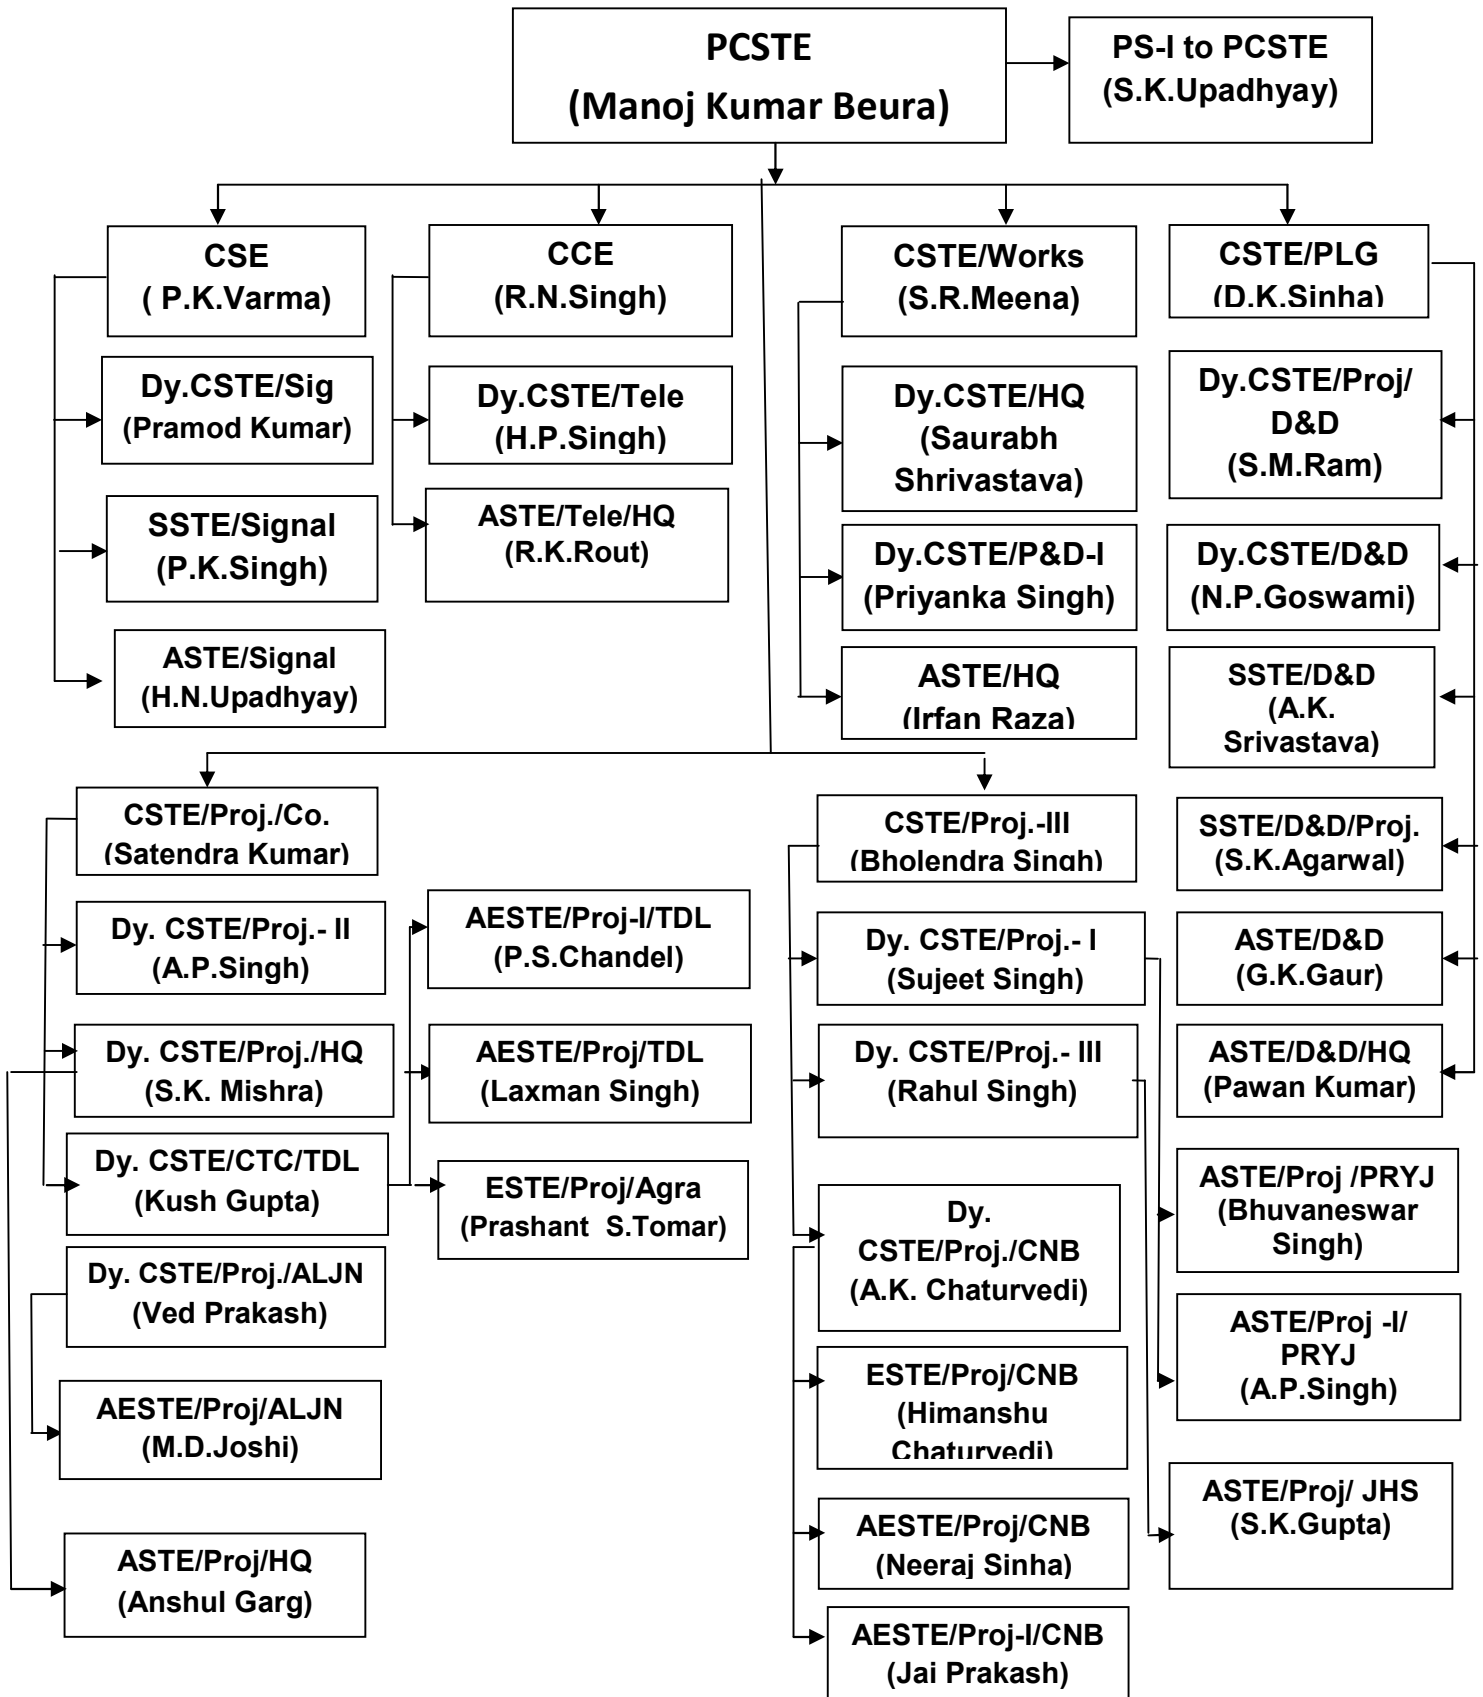 PCSTE
(Manoj Kumar Beura)
PS-I to PCSTE
(S.K.Upadhyay)
CSE
( P.K.Varma)
CCE
(R.N.Singh)
CSTE/Works
(S.R.Meena)
CSTE/PLG
(D.K.Sinha)
Dy.CSTE/Sig
(Pramod Kumar)
Dy.CSTE/Tele
(H.P.Singh)
Dy.CSTE/HQ
(Saurabh
Shrivastava)
Dy.CSTE/Proj/
D&D
(S.M.Ram)
SSTE/Signal
(P.K.Singh)
ASTE/Tele/HQ
(R.K.Rout)
Dy.CSTE/P&D-I
(Priyanka Singh)
Dy.CSTE/D&D
(N.P.Goswami)
ASTE/Signal
(H.N.Upadhyay)
ASTE/HQ
(Irfan Raza)
SSTE/D&D
(A.K.
Srivastava)
CSTE/Proj./Co.
(Satendra Kumar)
CSTE/Proj.-III
(Bholendra Singh)
SSTE/D&D/Proj.
(S.K.Agarwal)
Dy. CSTE/Proj.- II
(A.P.Singh)
AESTE/Proj-I/TDL
(P.S.Chandel)
Dy. CSTE/Proj.- I
(Sujeet Singh)
ASTE/D&D
(G.K.Gaur)
Dy. CSTE/Proj./HQ
(S.K. Mishra)
AESTE/Proj/TDL
(Laxman Singh)
Dy. CSTE/Proj.- III
(Rahul Singh)
ASTE/D&D/HQ
(Pawan Kumar)
Dy. CSTE/CTC/TDL
(Kush Gupta)
ESTE/Proj/Agra
(Prashant  S.Tomar)
Dy.
CSTE/Proj./CNB
(A.K. Chaturvedi)
ASTE/Proj /PRYJ
(Bhuvaneswar
Singh)
Dy. CSTE/Proj./ALJN
(Ved Prakash)
ASTE/Proj -I/
PRYJ
(A.P.Singh)
AESTE/Proj/ALJN
(M.D.Joshi)
ESTE/Proj/CNB
(Himanshu
Chaturvedi)
ASTE/Proj/ JHS
(S.K.Gupta)
ASTE/Proj/HQ
(Anshul Garg)
AESTE/Proj/CNB
(Neeraj Sinha)
AESTE/Proj-I/CNB
(Jai Prakash)